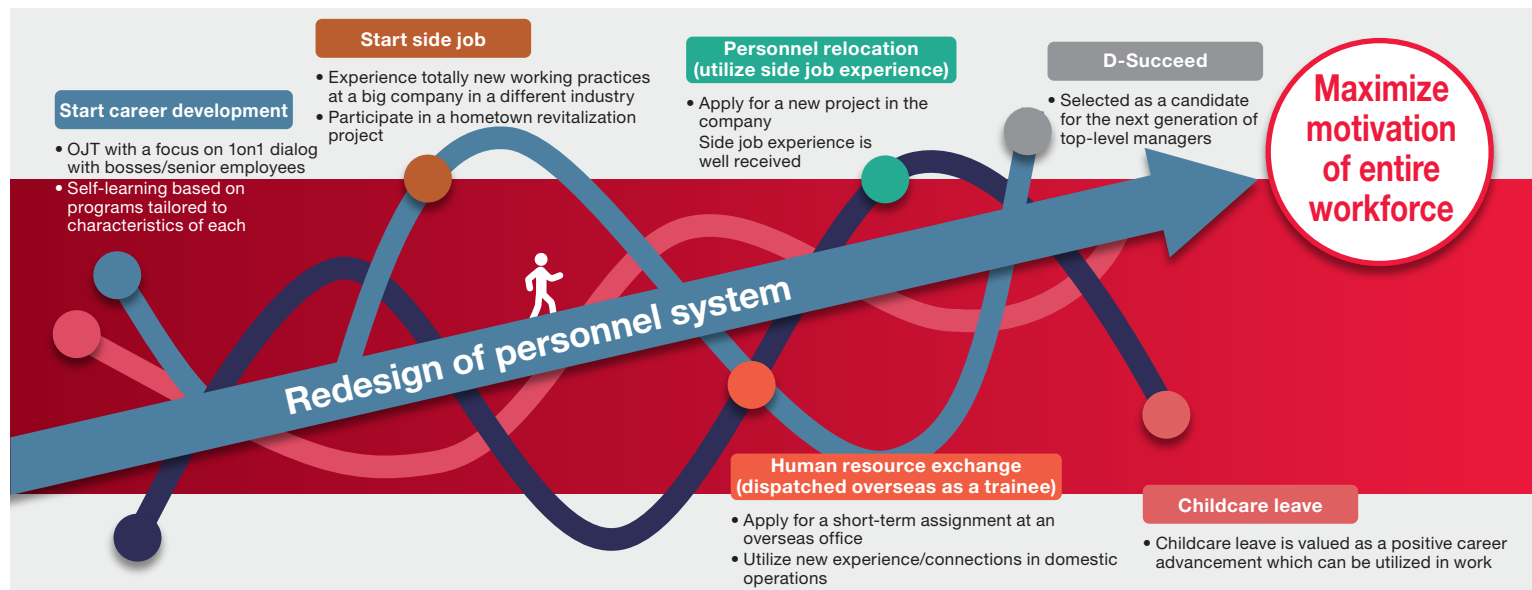 Start career development
• OJT with a focus on 1on1 dialog
with bosses/senior employees
• Self-learning based on
programs tailored to
characteristics of each
Start side job
• Experience totally new working practices
at a big company in a different industry
• Participate in a hometown revitalization
project
Personnel relocation
(utilize side job experience)
• Apply for a new project in the
company
Side job experience is
well received
D-Succeed
• Selected as a candidate
for the next generation of
top-level managers
Maximize
motivation
of entire
workforce
Redesign of personnel system
Human resource exchange
(dispatched overseas as a trainee)
• Apply for a short-term assignment at an
overseas office
• Utilize new experience/connections in domestic
operations
Childcare leave
• Childcare leave is valued as a positive career
advancement which can be utilized in work